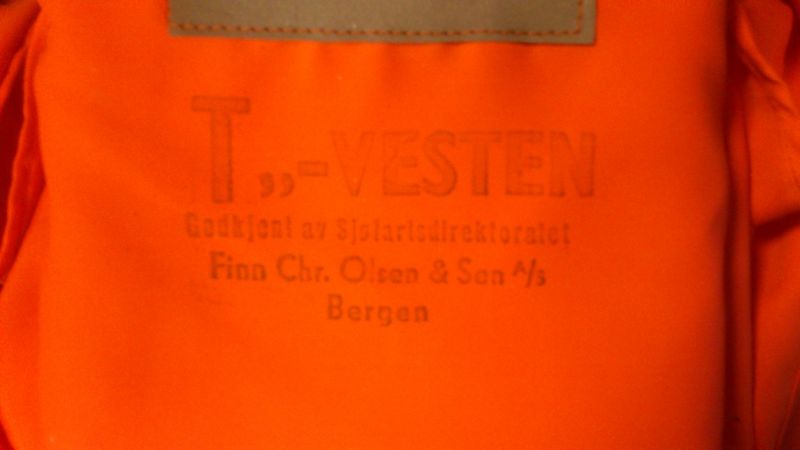 T„-VESTEN
Godkjent av Sjøfartsdirektoratet
Finn Chr. Olsen & Søn A/s
Bergen